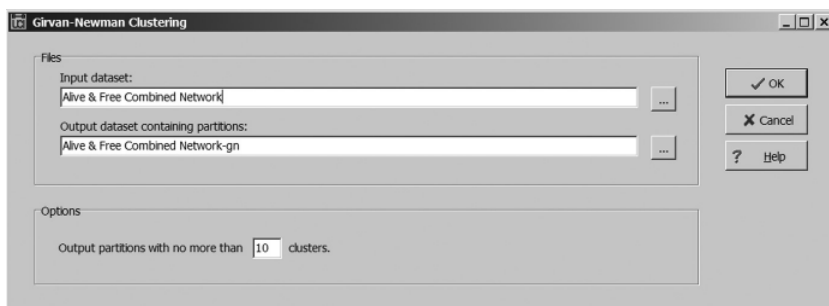 Girvan-Newman Clustering
Files
Input dataset:
Alive & Free Combined Network
...
OK
Output dataset containing partitions:
Alive & Free Combined Network-gn
...
Cancel
? Help
Options
Output partitions with no more than 10 clusters.